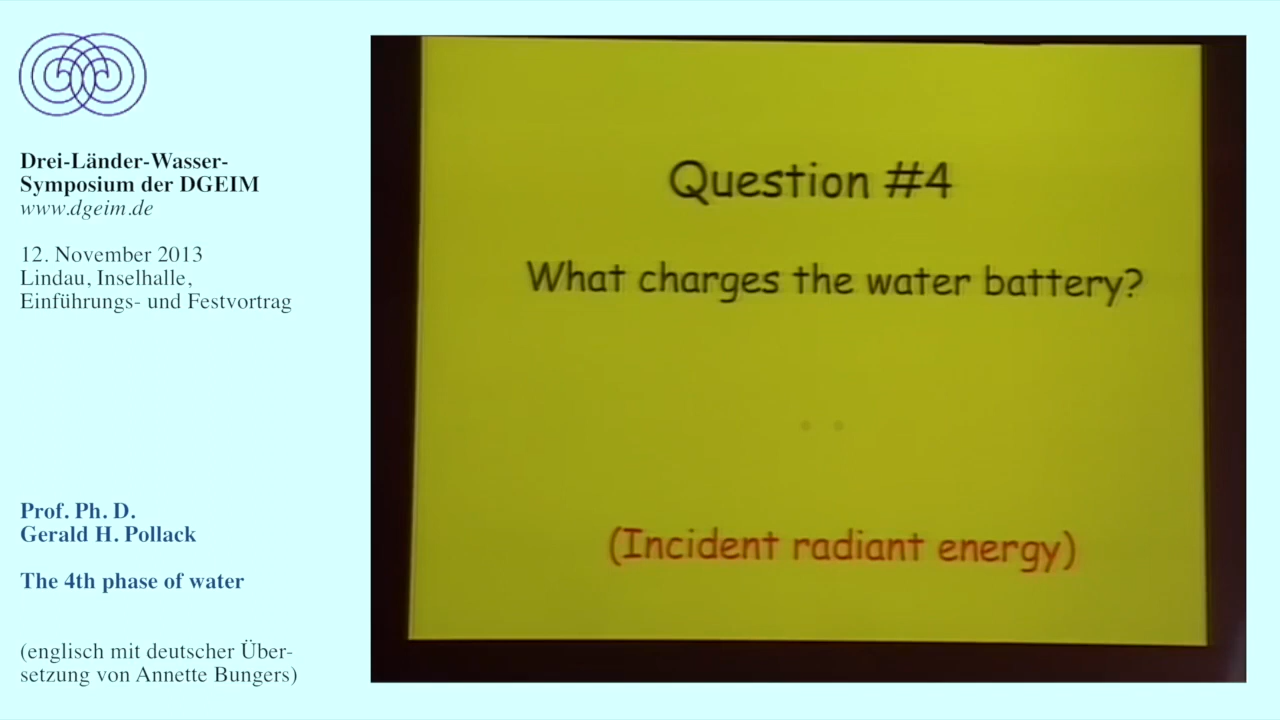 Drei-Länder-Wasser-
Symposium der DGEIM
www.dgeim.de
12. November 2013
Lindau, Inselhalle,
Einführungs- und Festvortrag
Prof. Ph. D.
Gerald H. Pollack
The 4th phase of water
(englisch mit deutscher Über-
setzung von Annette Bungers)
Question #4
What charges the water battery?
(Incident radiant energy)